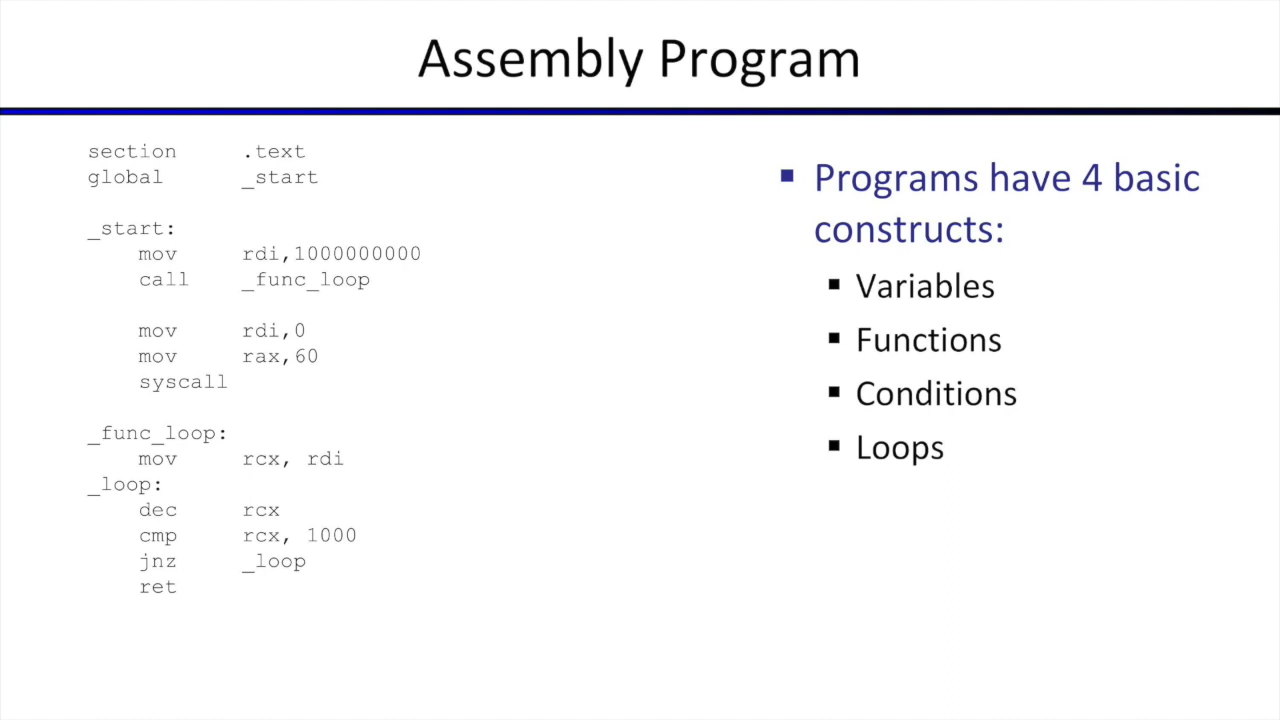 Assembly Program
section .text
global _start
_start:
mov rdi,1000000000
call _func_loop
mov rdi,0
mov rax,60
syscall
_func_loop:
mov rcx, rdi
_loop:
dec rcx
cmp rcx, 1000
jnz _loop
ret
Programs have 4 basic
constructs:
Variables
Functions
Conditions
Loops